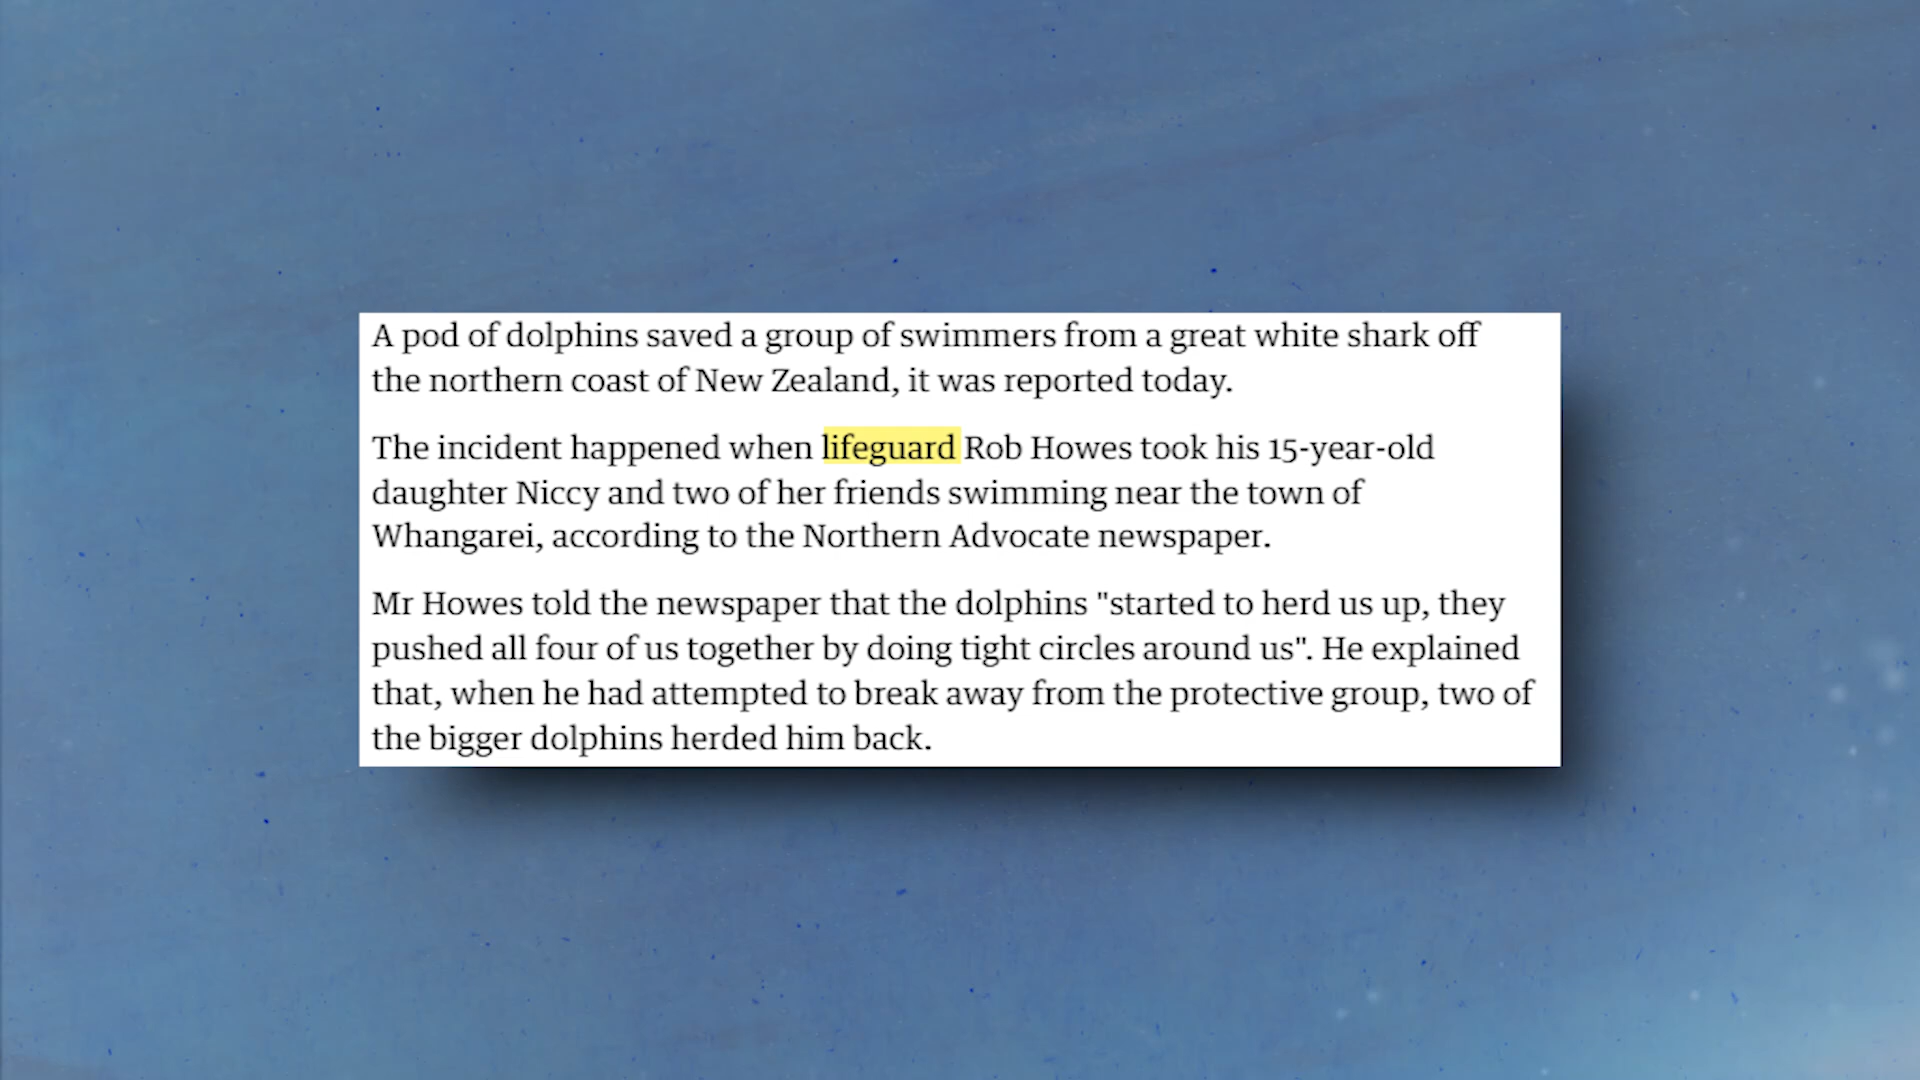 A pod of dolphins saved a group of swimmers from a great white shark off
the northern coast of New Zealand, it was reported today.
The incident happened when lifeguard Rob Howes took his 15-year-old
daughter Niccy and two of her friends swimming near the town of
Whangarei, according to the Northern Advocate newspaper.
Mr Howes told the newspaper that the dolphins "started to herd us up, they
pushed all four of us together by doing tight circles around us". He explained
that, when he had attempted to break away from the protective group, two of
the bigger dolphins herded him back.